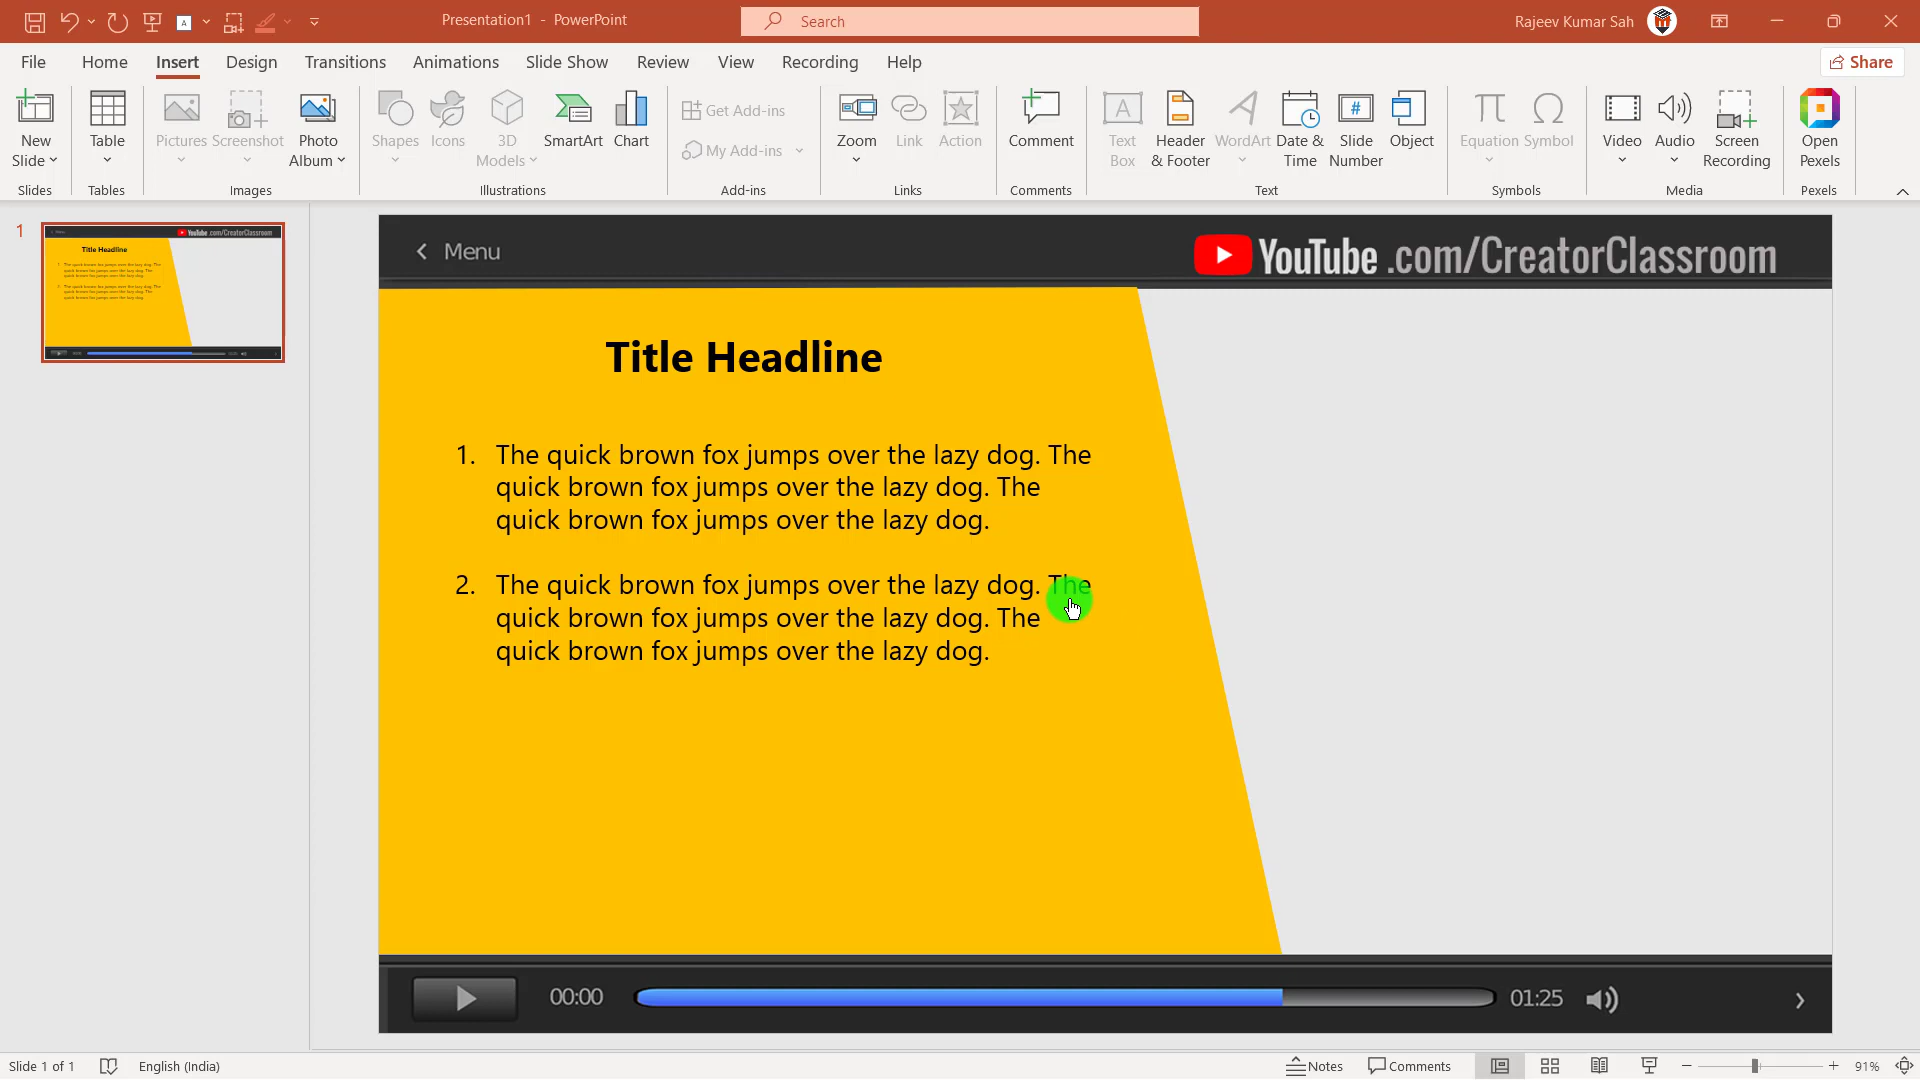 Presentation1 - PowerPoint
Search
Rajeev Kumar Sah
File Home Insert Design Transitions Animations Slide Show Review View Recording Help
Share
New Slide
Table
Pictures
Screenshot
Photo Album
Shapes
Icons
3D Models
SmartArt
Chart
Get Add-ins
My Add-ins
Zoom
Link
Action
Comment
Text Box
Header & Footer
WordArt
Date & Time
Slide Number
Object
Equation
Symbol
Video
Audio
Screen Recording
Open Pexels
Slides Tables Images Illustrations Add-ins Links Comments Text Symbols Media Pexels
1
Menu
YouTube .com/CreatorClassroom
Title Headline
1. The quick brown fox jumps over the lazy dog. The
quick brown fox jumps over the lazy dog. The
quick brown fox jumps over the lazy dog.
2. The quick brown fox jumps over the lazy dog. The
quick brown fox jumps over the lazy dog. The
quick brown fox jumps over the lazy dog.
00:00
01:25
Slide 1 of 1
English (India)
Notes
Comments
91%